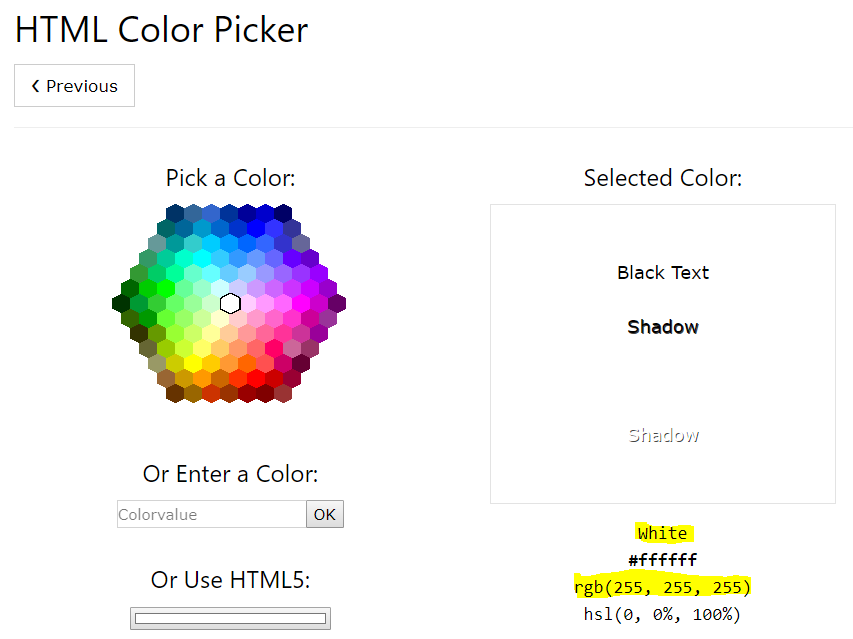 HTML Color Picker
❮ Previous
Pick a Color:
Or Enter a Color:
Colorvalue
OK
Or Use HTML5:
Selected Color:
Black Text
Shadow
Shadow
White
#ffffff
rgb(255, 255, 255)
hsl(0, 0%, 100%)